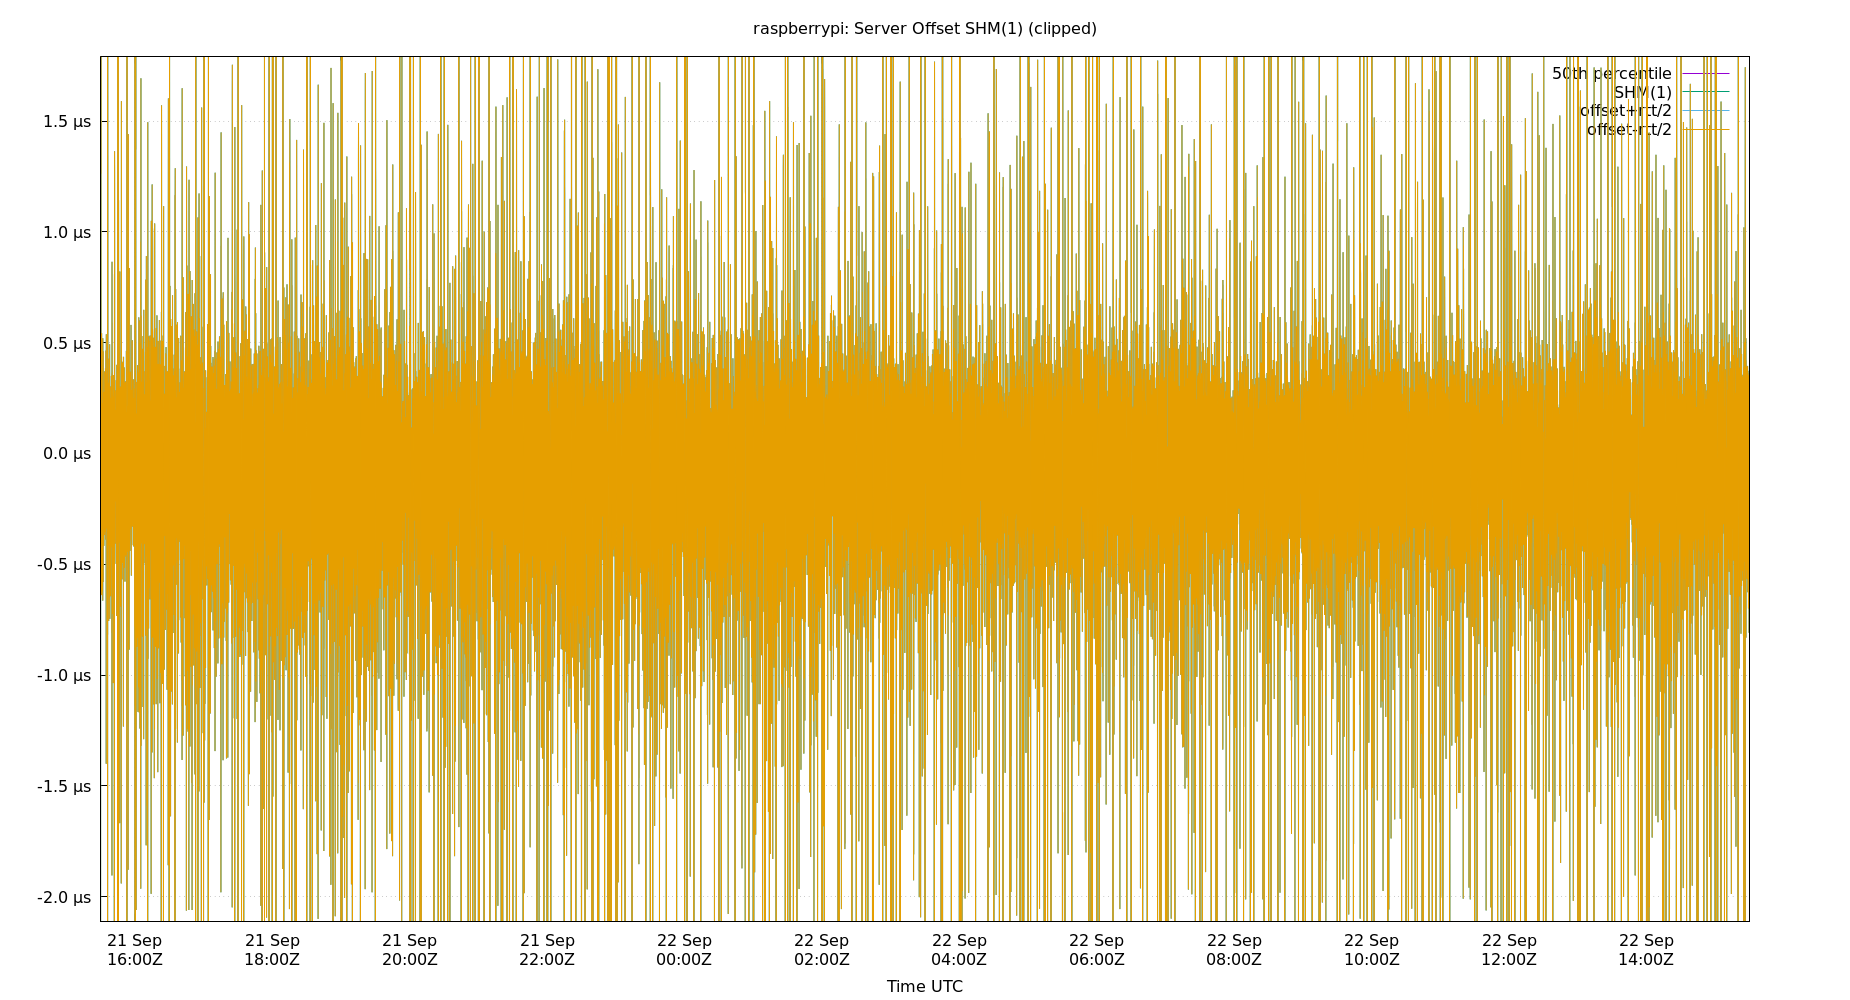 raspberrypi: Server Offset SHM(1) (clipped)
50th percentile
SHM(1)
offset+rtt/2
offset-rtt/2
1.5 µs
1.0 µs
0.5 µs
0.0 µs
-0.5 µs
-1.0 µs
-1.5 µs
-2.0 µs
21 Sep 21 Sep 21 Sep 21 Sep 22 Sep 22 Sep 22 Sep 22 Sep 22 Sep 22 Sep 22 Sep 22 Sep
16:00Z 18:00Z 20:00Z 22:00Z 00:00Z 02:00Z 04:00Z 06:00Z 08:00Z 10:00Z 12:00Z 14:00Z
Time UTC